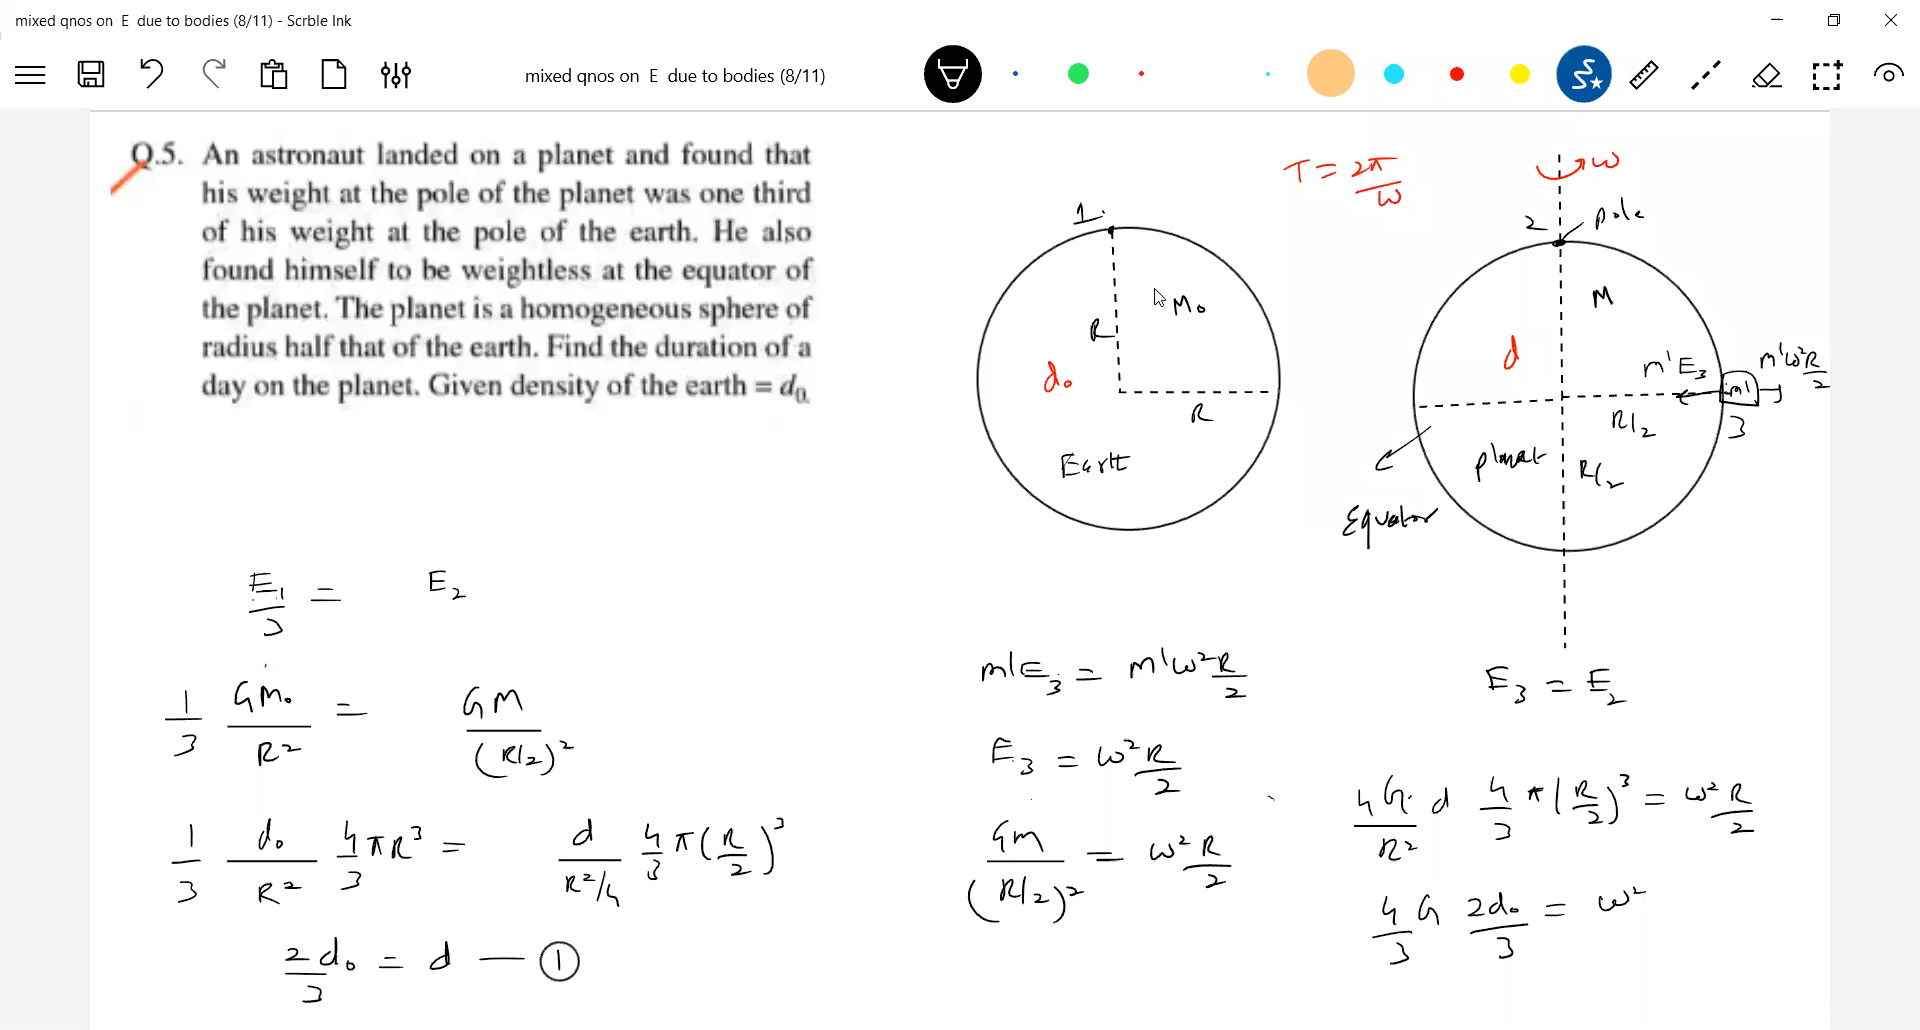 mixed qnos on E due to bodies (8/11) - Scrble Ink
mixed qnos on E due to bodies (8/11)
Q.5. An astronaut landed on a planet and found that
his weight at the pole of the planet was one third
of his weight at the pole of the earth. He also
found himself to be weightless at the equator of
the planet. The planet is a homogeneous sphere of
radius half that of the earth. Find the duration of a
day on the planet. Given density of the earth = d₀.
T = 2π/ω
ω
1.
2
pole
M₀
R
d₀
R
Earth
M
d
m'E₃
m'
m'ω²R/2
R/2
3
planet
R/2
Equator
E₁/3 = E₂
1/3 GM₀/R² = GM/(R/2)²
1/3 d₀/R² 4/3 πR³ = d/R²/4 4/3 π(R/2)³
2d₀/3 = d — ①
m'E₃ = m'ω²R/2
E₃ = ω²R/2
GM/(R/2)² = ω²R/2
E₃ = E₂
4G/R² d 4/3 π(R/2)³ = ω²R/2
4/3 G 2d₀/3 = ω²